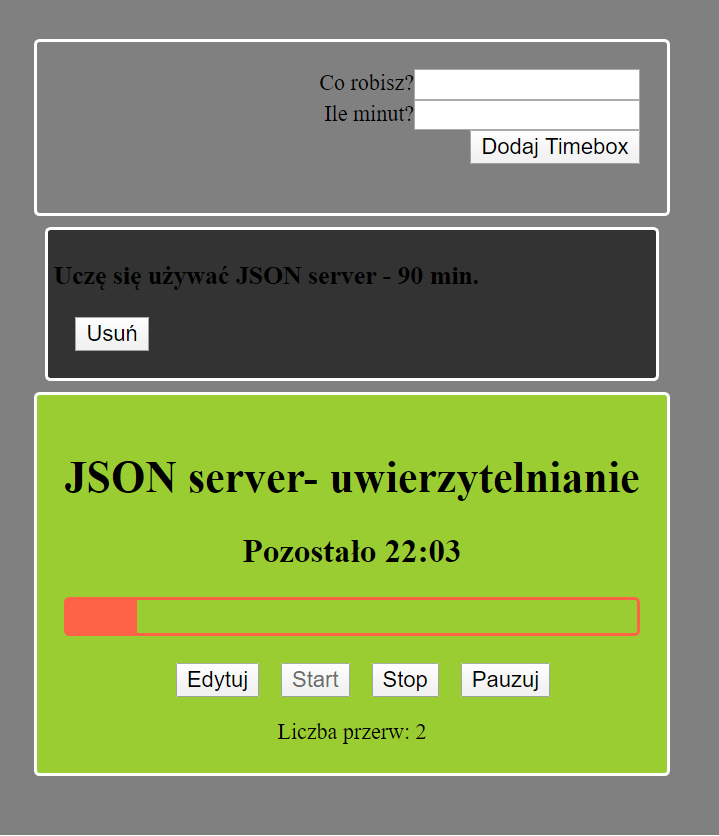 Co robisz?
Ile minut?
Dodaj Timebox
Uczę się używać JSON server - 90 min.
Usuń
JSON server- uwierzytelnianie
Pozostało 22:03
Edytuj Start Stop Pauzuj
Liczba przerw: 2